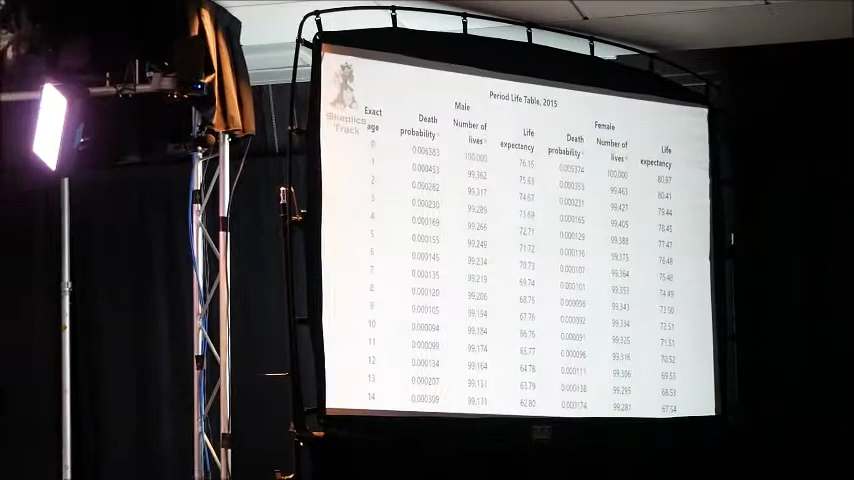 Period Life Table, 2015
Skeptics
Track
Male Female
Exact age Death probability Number of lives Life expectancy Death probability Number of lives Life expectancy
0 0.006383 100,000 76.15 0.005374 100,000 80.97
1 0.000453 99,362 75.63 0.000353 99,463 80.41
2 0.000282 99,317 74.67 0.000231 99,427 79.44
3 0.000230 99,289 73.69 0.000165 99,405 78.45
4 0.000169 99,266 72.71 0.000129 99,388 77.47
5 0.000155 99,249 71.72 0.000116 99,375 76.48
6 0.000145 99,234 70.73 0.000107 99,364 75.48
7 0.000135 99,219 69.74 0.000101 99,353 74.49
8 0.000120 99,206 68.75 0.000096 99,343 73.50
9 0.000105 99,194 67.76 0.000092 99,334 72.51
10 0.000094 99,184 66.76 0.000091 99,325 71.51
11 0.000099 99,174 65.77 0.000096 99,316 70.52
12 0.000134 99,164 64.78 0.000111 99,306 69.53
13 0.000207 99,151 63.79 0.000138 99,295 68.53
14 0.000309 99,131 62.80 0.000174 99,281 67.54